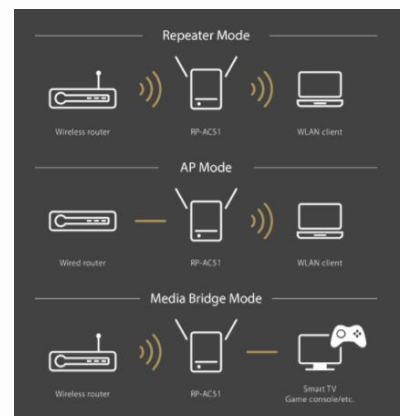 Repeater Mode
Wireless router
RP-AC51
WLAN client
AP Mode
Wired router
RP-AC51
WLAN client
Media Bridge Mode
Wireless router
RP-AC51
Smart TV
Game console/etc.